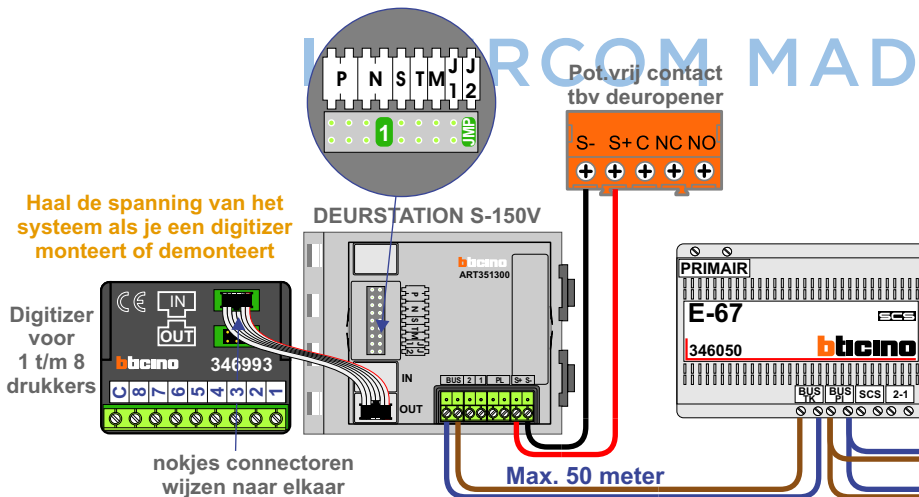 RCOM MAD
P N S T M J1 J2
1 JMP
Pot.vrij contact
tbv deuropener
S- S+ C NC NO
Haal de spanning van het
systeem als je een digitizer
monteert of demonteert
DEURSTATION S-150V
bticino
ART351300
P N S T M J1 J2
IN
OUT
BUS 2 1 PL S+ S-
Digitizer
voor
1 t/m 8
drukkers
CE IN
OUT
bticino 346993
C 8 7 6 5 4 3 2 1
nokjes connectoren
wijzen naar elkaar
Max. 50 meter
PRIMAIR
E-67
SCS
346050
bticino
BUS TK BUS PI SCS 2-1